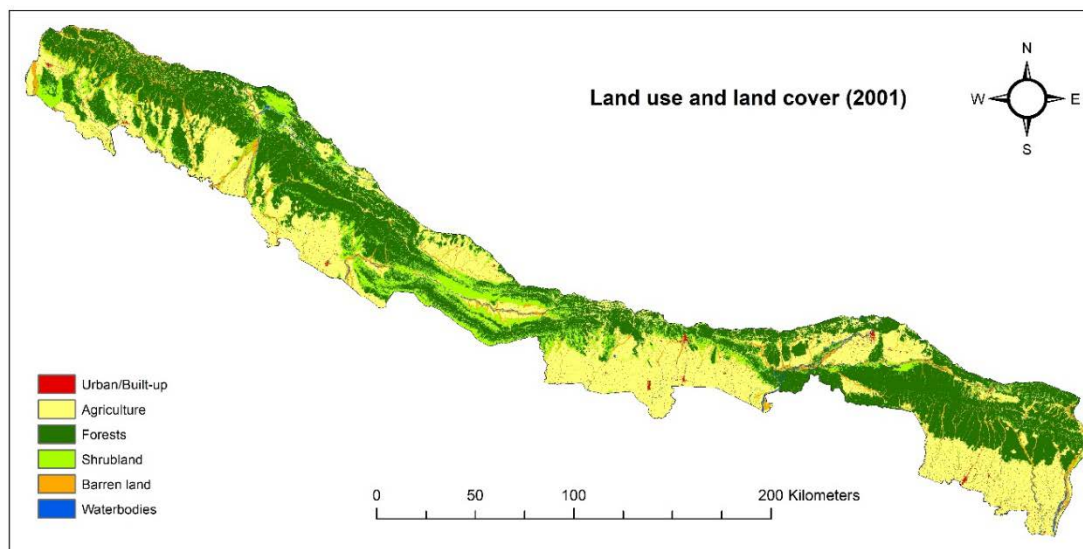 Land use and land cover (2001)
N
W E
S
Urban/Built-up
Agriculture
Forests
Shrubland
Barren land
Waterbodies
0 50 100 200 Kilometers